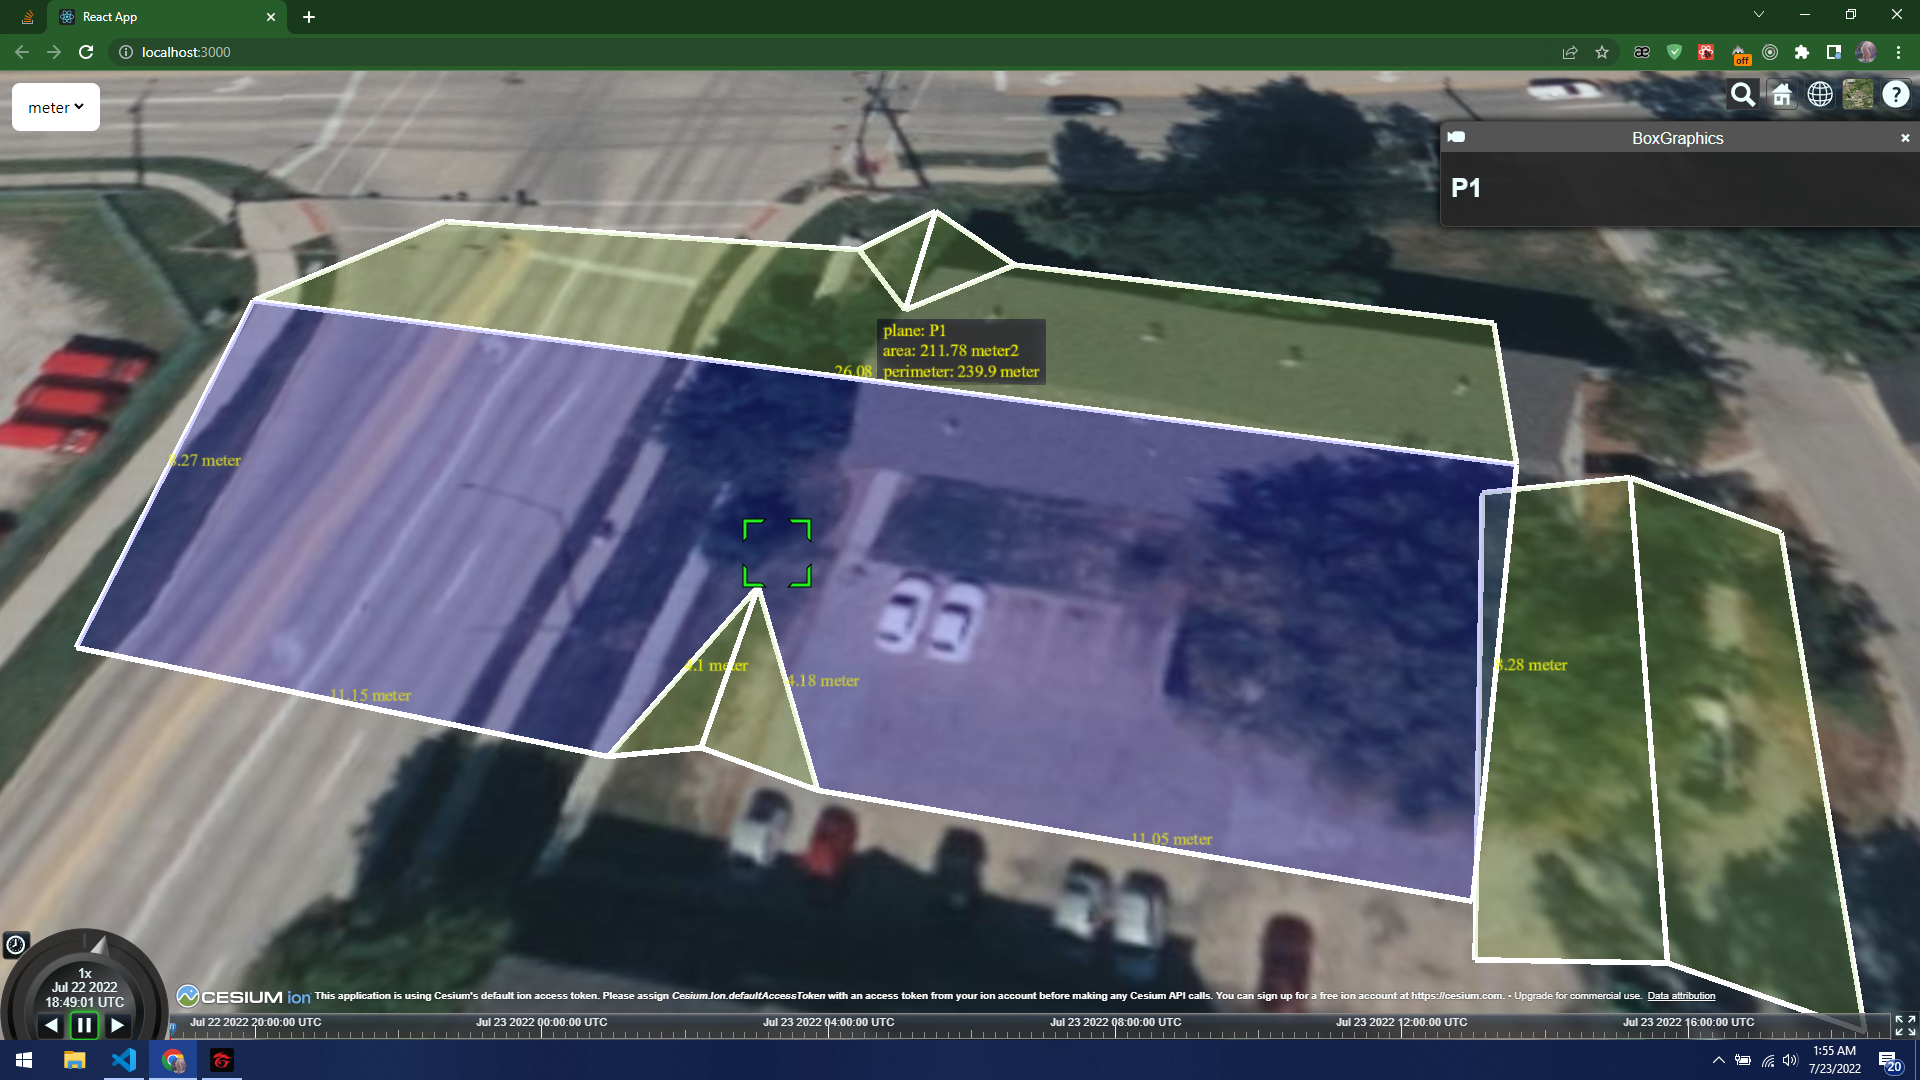 React App
localhost:3000
off
meter
BoxGraphics
P1
plane: P1
area: 211.78 meter2
26.08
perimeter: 239.9 meter
.27 meter
.1 meter
4.18 meter
11.15 meter
.28 meter
11.05 meter
1x
Jul 22 2022
18:49:01 UTC
CESIUM ion This application is using Cesium's default ion access token. Please assign Cesium.Ion.defaultAccessToken with an access token from your ion account before making any Cesium API calls. You can sign up for a free ion account at https://cesium.com. • Upgrade for commercial use. Data attribution
Jul 22 2022 20:00:00 UTC
Jul 23 2022 00:00:00 UTC
Jul 23 2022 04:00:00 UTC
Jul 23 2022 08:00:00 UTC
Jul 23 2022 12:00:00 UTC
Jul 23 2022 16:00:00 UTC
1:55 AM
7/23/2022
20